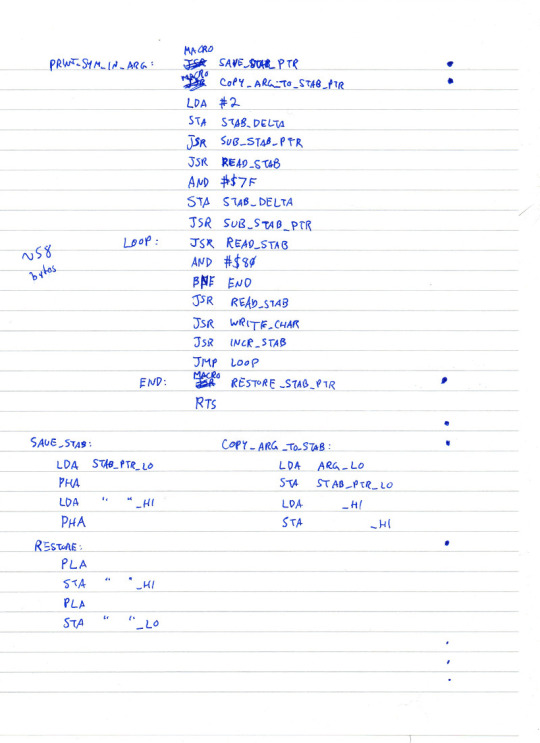 MACRO
PRINT_SYM_IN_ARG: JSR SAVE_STAB_PTR
MACRO
JSR COPY_ARG_TO_STAB_PTR
LDA #2
STA STAB_DELTA
JSR SUB_STAB_PTR
JSR READ_STAB
AND #$7F
STA STAB_DELTA
JSR SUB_STAB_PTR
LOOP: JSR READ_STAB
~58 AND #$80
bytes BNE END
JSR READ_STAB
JSR WRITE_CHAR
JSR INCR_STAB
JMP LOOP
MACRO
END: JSR RESTORE_STAB_PTR
RTS
SAVE_STAB: COPY_ARG_TO_STAB:
LDA STAB_PTR_LO LDA ARG_LO
PHA STA STAB_PTR_LO
LDA " "_HI LDA _HI
PHA STA _HI
RESTORE:
PLA
STA " "_HI
PLA
STA " "_LO